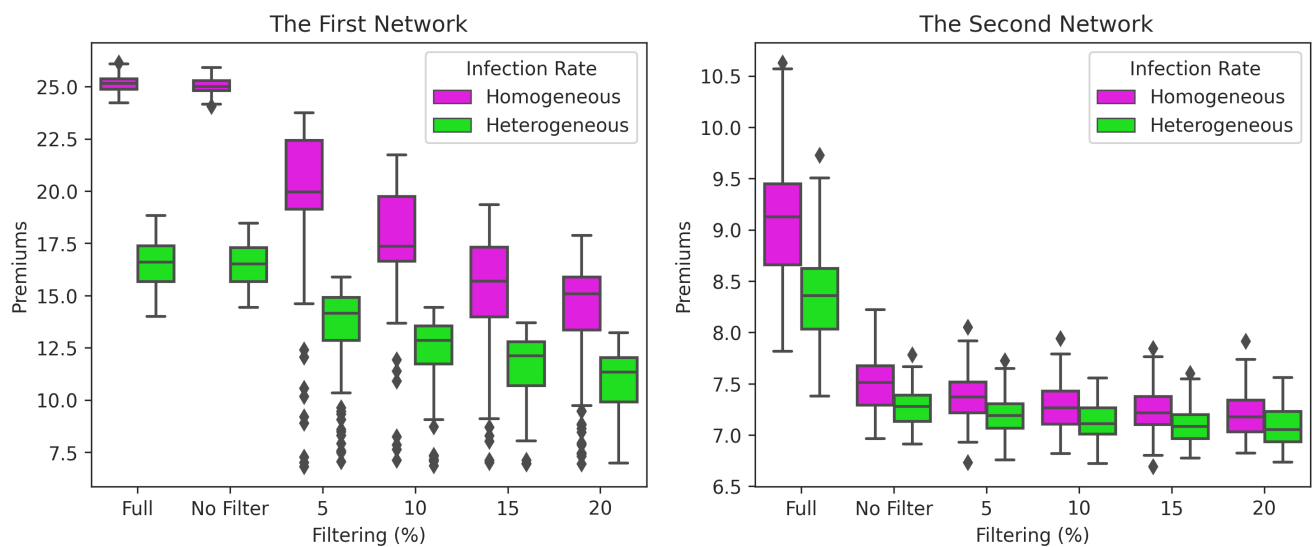 The First Network
Premiums
25.0
22.5
20.0
17.5
15.0
12.5
10.0
7.5
Infection Rate
Homogeneous
Heterogeneous
Full No Filter 5 10 15 20
Filtering (%)
The Second Network
Premiums
10.5
10.0
9.5
9.0
8.5
8.0
7.5
7.0
6.5
Infection Rate
Homogeneous
Heterogeneous
Full No Filter 5 10 15 20
Filtering (%)